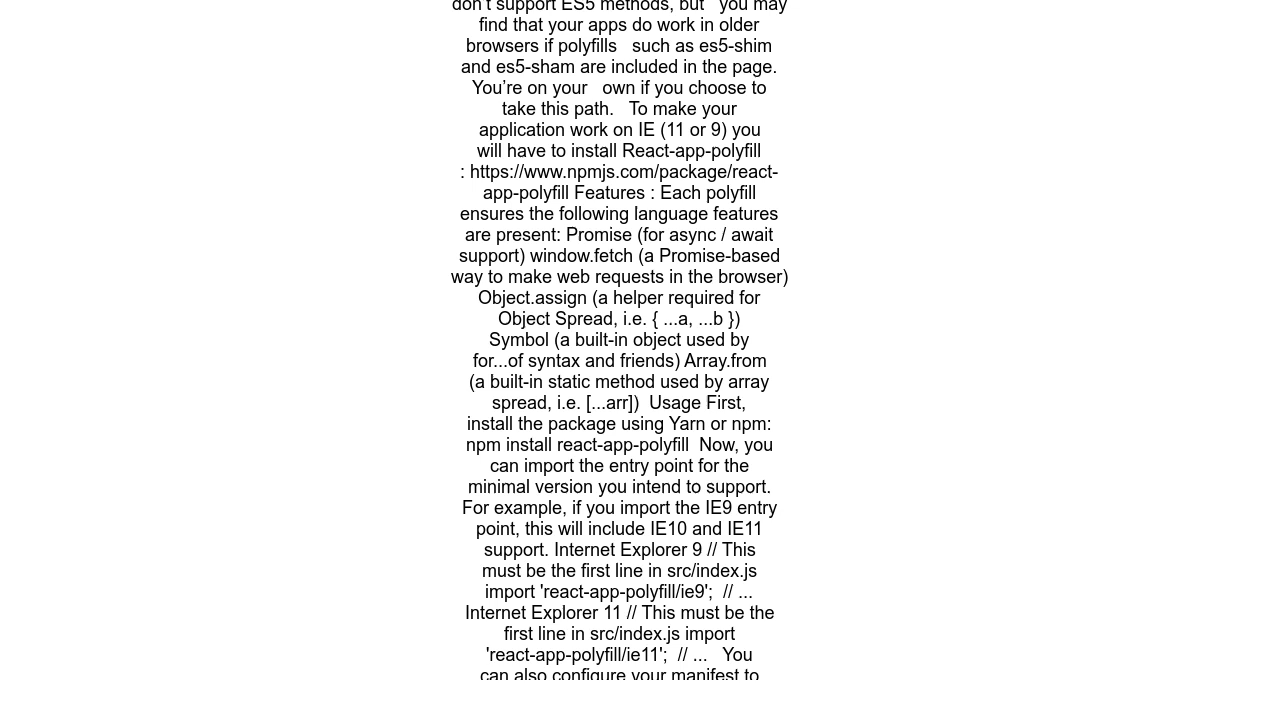 don't support ES5 methods, but   you may
find that your apps do work in older
browsers if polyfills   such as es5-shim
and es5-sham are included in the page.
You’re on your   own if you choose to
take this path.   To make your
application work on IE (11 or 9) you
will have to install React-app-polyfill
: https://www.npmjs.com/package/react-
app-polyfill Features : Each polyfill
ensures the following language features
are present: Promise (for async / await
support) window.fetch (a Promise-based
way to make web requests in the browser)
Object.assign (a helper required for
Object Spread, i.e. { ...a, ...b })
Symbol (a built-in object used by
for...of syntax and friends) Array.from
(a built-in static method used by array
spread, i.e. [...arr])  Usage First,
install the package using Yarn or npm:
npm install react-app-polyfill  Now, you
can import the entry point for the
minimal version you intend to support.
For example, if you import the IE9 entry
point, this will include IE10 and IE11
support. Internet Explorer 9 // This
must be the first line in src/index.js
import 'react-app-polyfill/ie9';  // ...
Internet Explorer 11 // This must be the
first line in src/index.js import
'react-app-polyfill/ie11';  // ...   You
can also configure your manifest to